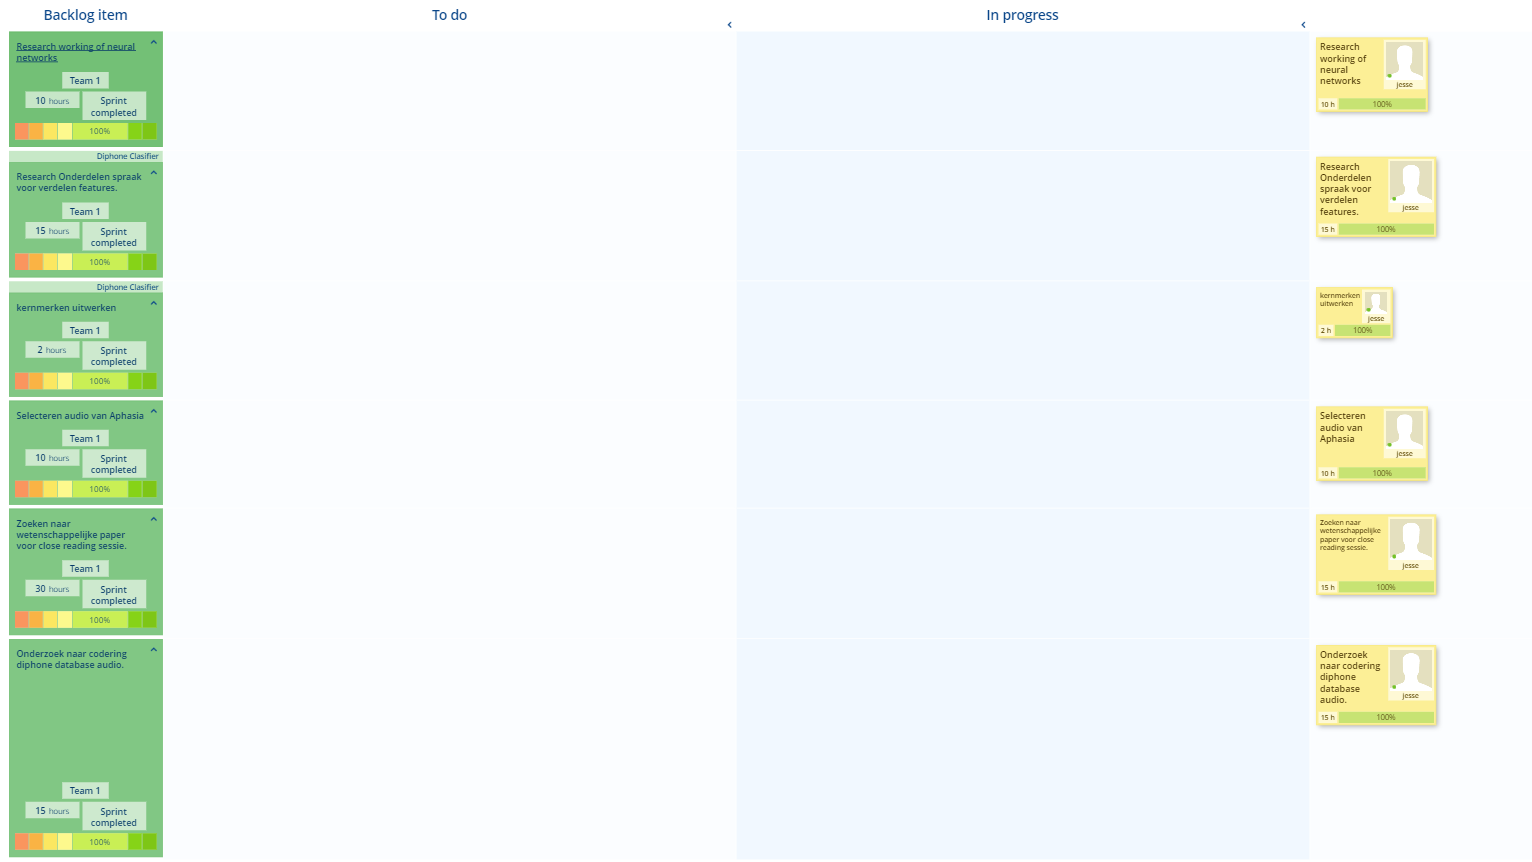 Backlog item
To do
In progress
Research working of neural
networks
Team 1
10 hours
Sprint
completed
100%
Research
working of
neural
networks
jesse
10 h
100%
Diphone Clasifier
Research Onderdelen spraak
voor verdelen features.
Team 1
15 hours
Sprint
completed
100%
Research
Onderdelen
spraak voor
verdelen
features.
jesse
15 h
100%
Diphone Clasifier
kernmerken uitwerken
Team 1
2 hours
Sprint
completed
100%
kernmerken
uitwerken
jesse
2 h
100%
Selecteren audio van Aphasia
Team 1
10 hours
Sprint
completed
100%
Selecteren
audio van
Aphasia
jesse
10 h
100%
Zoeken naar
wetenschappelijke paper
voor close reading sessie.
Team 1
30 hours
Sprint
completed
100%
Zoeken naar
wetenschappelijke
paper voor close
reading sessie.
jesse
15 h
100%
Onderzoek naar codering
diphone database audio.
Team 1
15 hours
Sprint
completed
100%
Onderzoek
naar codering
diphone
database
audio.
jesse
15 h
100%